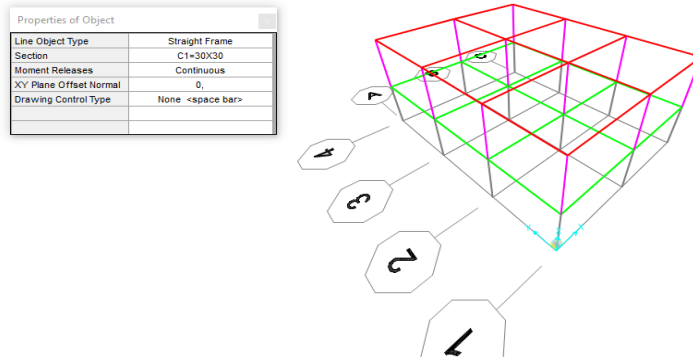 Properties of Object
x
Line Object Type Straight Frame
Section C1=30X30
Moment Releases Continuous
XY Plane Offset Normal 0,
Drawing Control Type None <space bar>
A
4
3
2
1
Y
Z
X